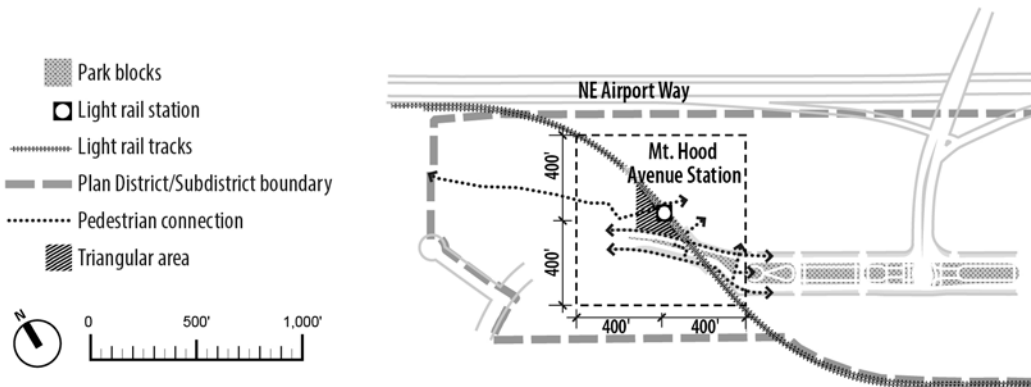 Park blocks
Light rail station
Light rail tracks
Plan District/Subdistrict boundary
Pedestrian connection
Triangular area
N
0 500' 1,000'
NE Airport Way
Mt. Hood
Avenue Station
400'
400'
400' 400'